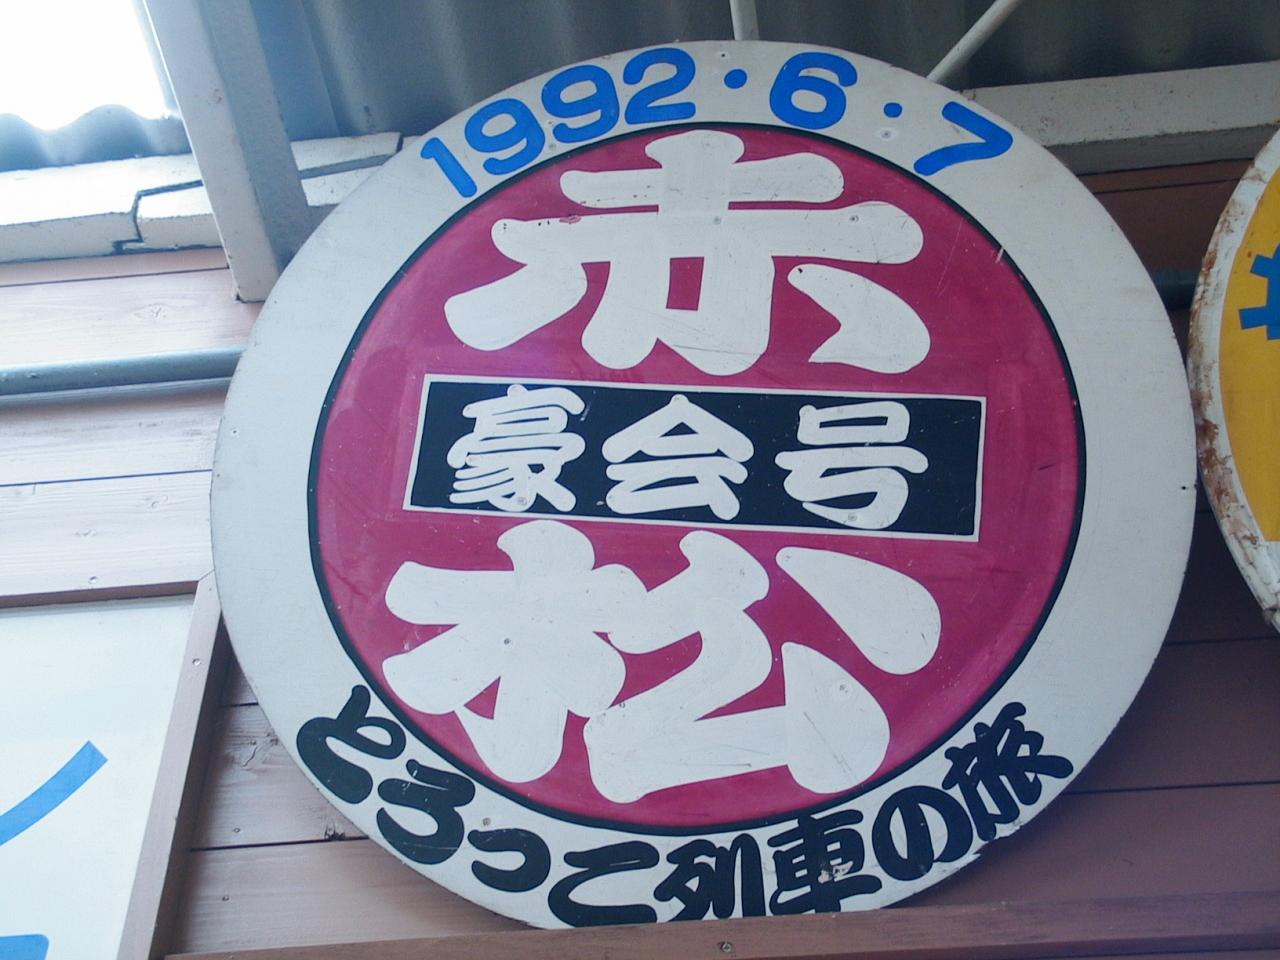 1992・6・7
赤
豪会号
松
とろっこ列車の旅